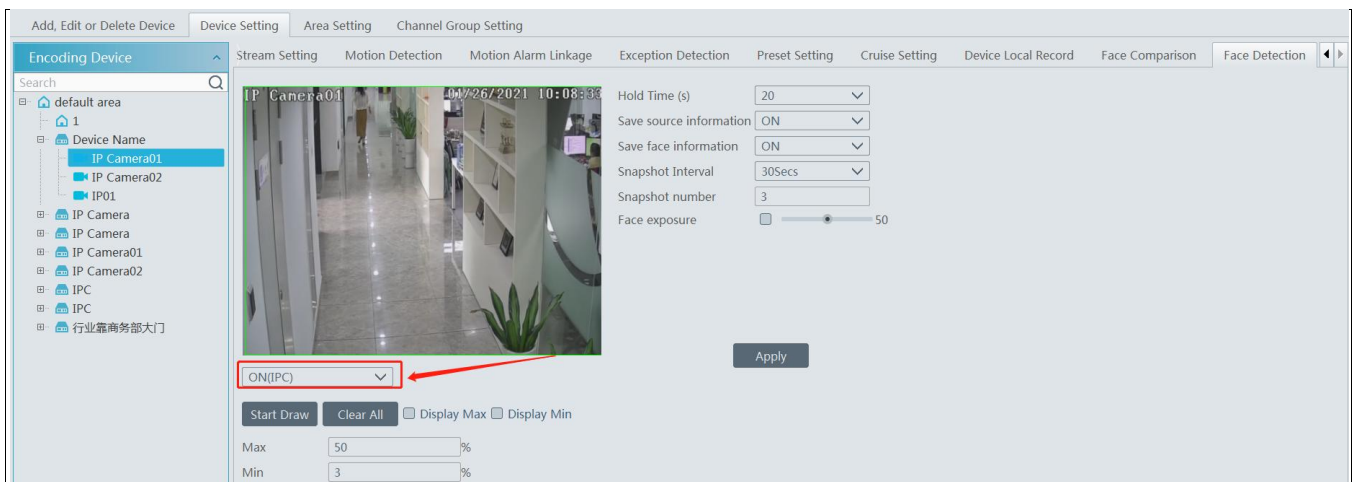 Add, Edit or Delete Device Device Setting Area Setting Channel Group Setting
Encoding Device
Search
default area
1
Device Name
IP Camera01
IP Camera02
IP01
IP Camera
IP Camera
IP Camera01
IP Camera02
IPC
IPC
行业靠商务部大门
Stream Setting Motion Detection Motion Alarm Linkage Exception Detection Preset Setting Cruise Setting Device Local Record Face Comparison Face Detection
IP Camera01 01/26/2021 10:08:33
Hold Time (s) 20
Save source information ON
Save face information ON
Snapshot Interval 30Secs
Snapshot number 3
Face exposure 50
Apply
ON(IPC)
Start Draw Clear All Display Max Display Min
Max 50 %
Min 3 %